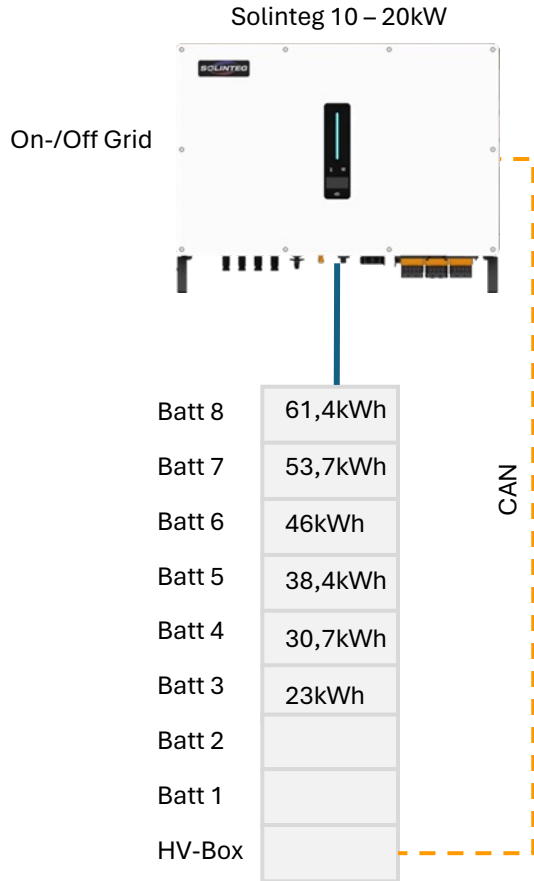 Solinteg 10 – 20kW
SOLINTEG
On-/Off Grid
Batt 8 61,4kWh
Batt 7 53,7kWh
Batt 6 46kWh
Batt 5 38,4kWh
Batt 4 30,7kWh
Batt 3 23kWh
Batt 2
Batt 1
HV-Box
CAN